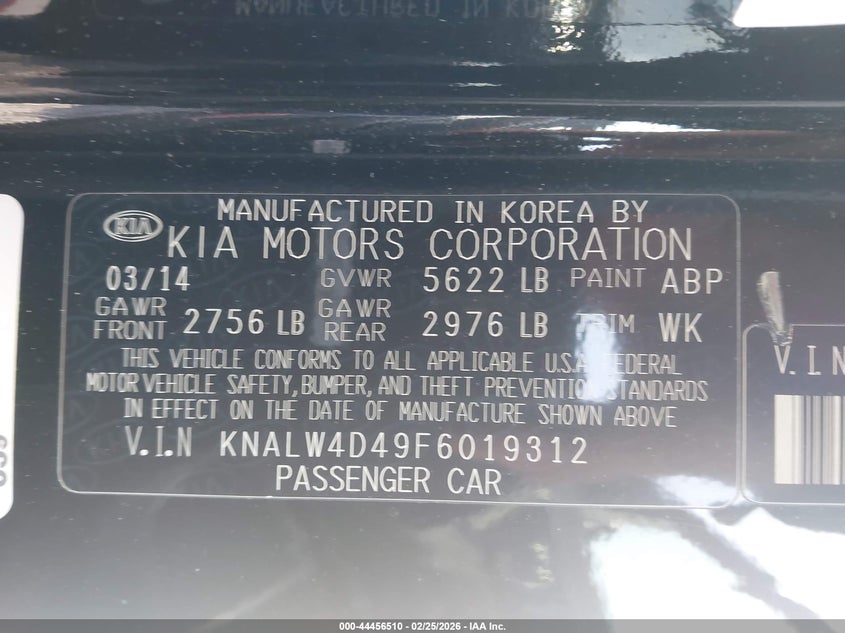 KIA
MANUFACTURED IN KOREA BY
KIA MOTORS CORPORATION
03/14 GVWR 5622 LB PAINT ABP
GAWR FRONT 2756 LB GAWR REAR 2976 LB TRIM WK
THIS VEHICLE CONFORMS TO ALL APPLICABLE U.S.A. FEDERAL
MOTOR VEHICLE SAFETY, BUMPER, AND THEFT PREVENTION STANDARDS
IN EFFECT ON THE DATE OF MANUFACTURE SHOWN ABOVE
V.I.N KNALW4D49F6019312
PASSENGER CAR
V.I.N
000-44456510 - 02/25/2026 - IAA Inc.